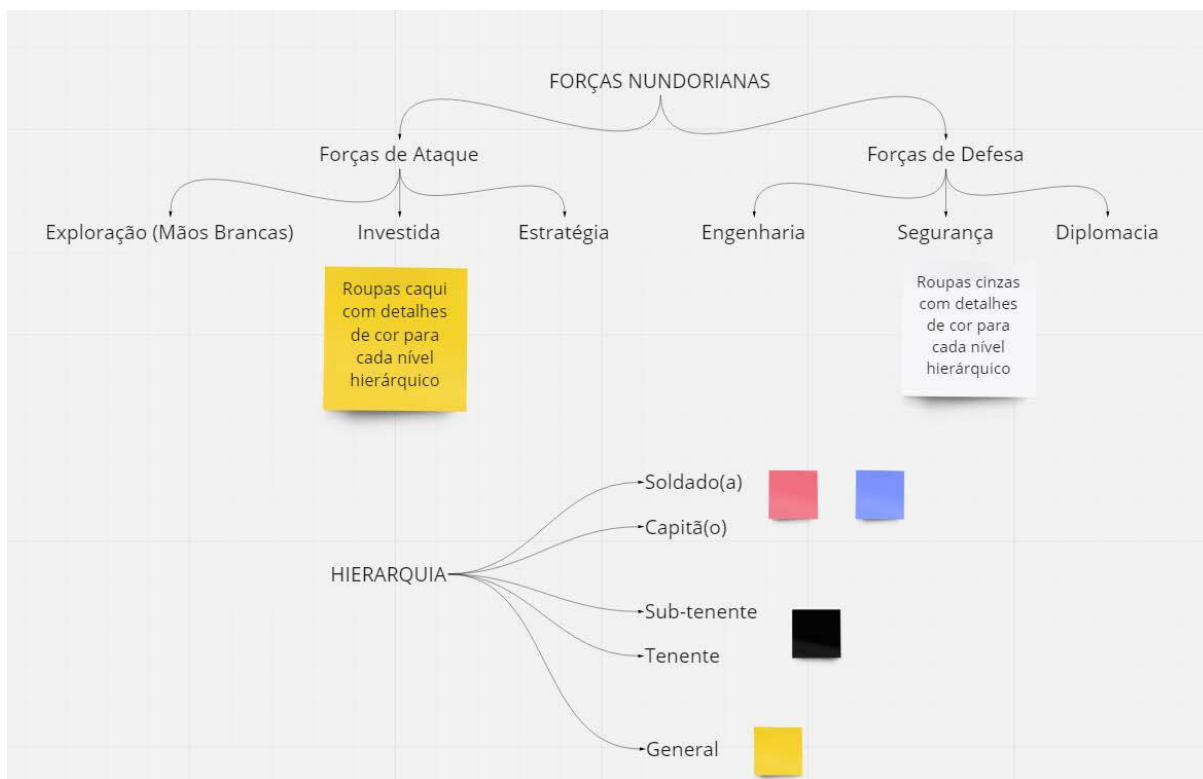 FORÇAS NUNDORIANAS
Forças de Ataque
Forças de Defesa
Exploração (Mãos Brancas)
Investida
Estratégia
Engenharia
Segurança
Diplomacia
Roupas caqui
com detalhes
de cor para
cada nível
hierárquico
Roupas cinzas
com detalhes
de cor para
cada nível
hierárquico
HIERARQUIA
Soldado(a)
Capitã(o)
Sub-tenente
Tenente
General